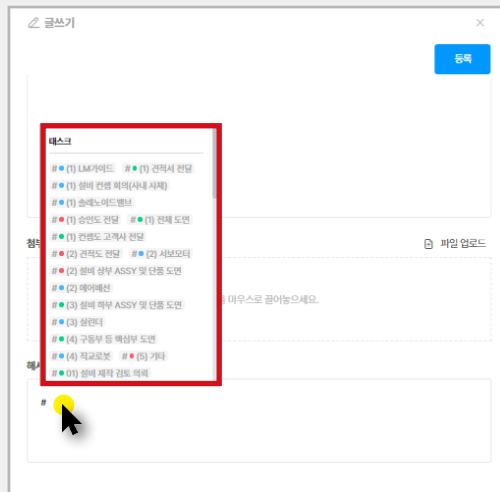 글쓰기
등록
태스크
# (1) LM가이드 # (1) 견적서 전달
# (1) 설비 컨셉 회의(사내 자체)
# (1) 솔레노이드밸브
# (1) 승인도 전달 # (1) 전체 도면
# (1) 컨셉도 고객사 전달
첨부
파일 업로드
# (2) 견적도 전달 # (2) 서보모터
# (2) 설비 상부 ASSY 및 단품 도면
# (2) 에어배선
마우스로 끌어놓으세요.
# (3) 설비 하부 ASSY 및 단품 도면
# (3) 실린더
# (4) 구동부 등 핵심부 도면
# (4) 직교로봇 # (5) 기타
해시
# 01) 설비 제작 검토 의뢰
#